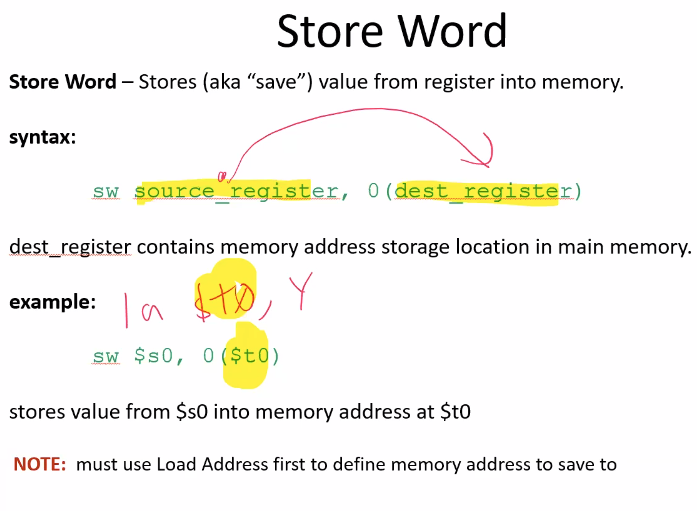 Store Word
Store Word – Stores (aka “save”) value from register into memory.
syntax:
sw source_register, 0(dest_register)
dest_register contains memory address storage location in main memory.
example: la $t0, Y
sw $s0, 0($t0)
stores value from $s0 into memory address at $t0
NOTE: must use Load Address first to define memory address to save to